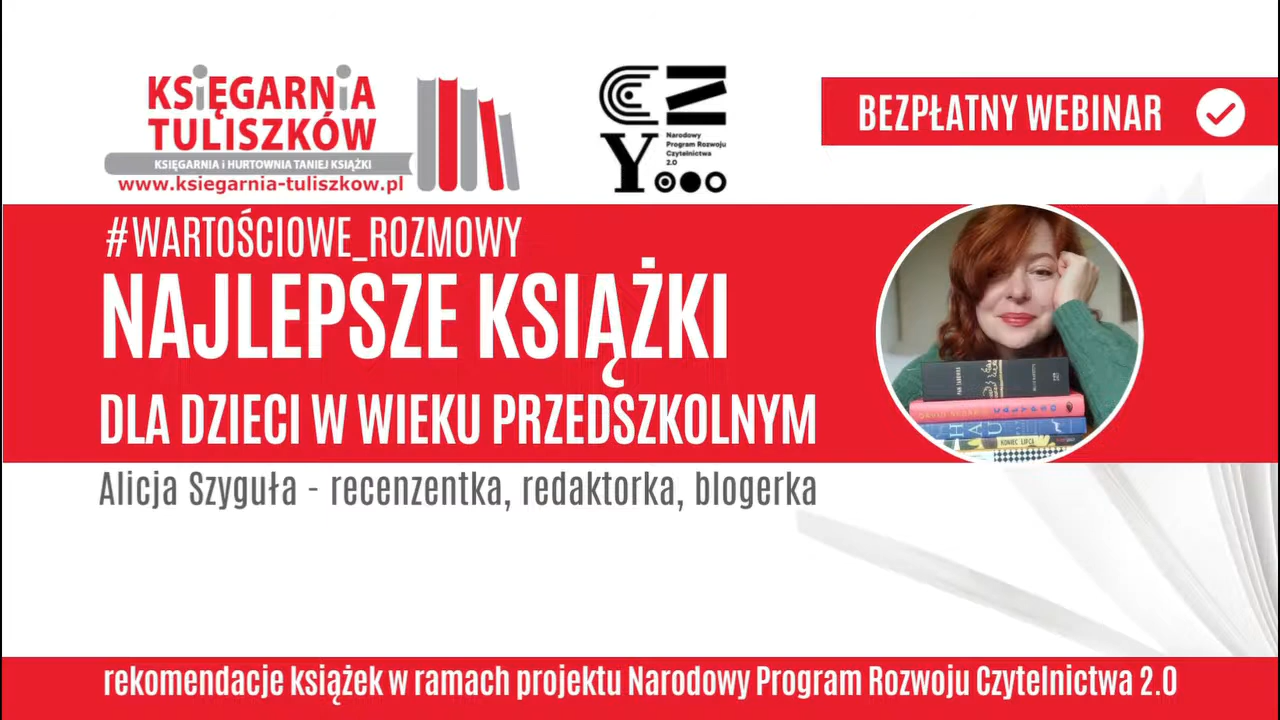 KSIĘGARNIA
TULISZKÓW
KSIĘGARNIA i HURTOWNIA TANIEJ KSIĄŻKI
www.ksiegarnia-tuliszkow.pl
CZY
Narodowy
Program Rozwoju
Czytelnictwa
2.0
BEZPŁATNY WEBINAR
#WARTOŚCIOWE_ROZMOWY
NAJLEPSZE KSIĄŻKI
DLA DZIECI W WIEKU PRZEDSZKOLNYM
CALYPSO
KONIEC LIPCA
Alicja Szyguła - recenzentka, redaktorka, blogerka
rekomendacje książek w ramach projektu Narodowy Program Rozwoju Czytelnictwa 2.0